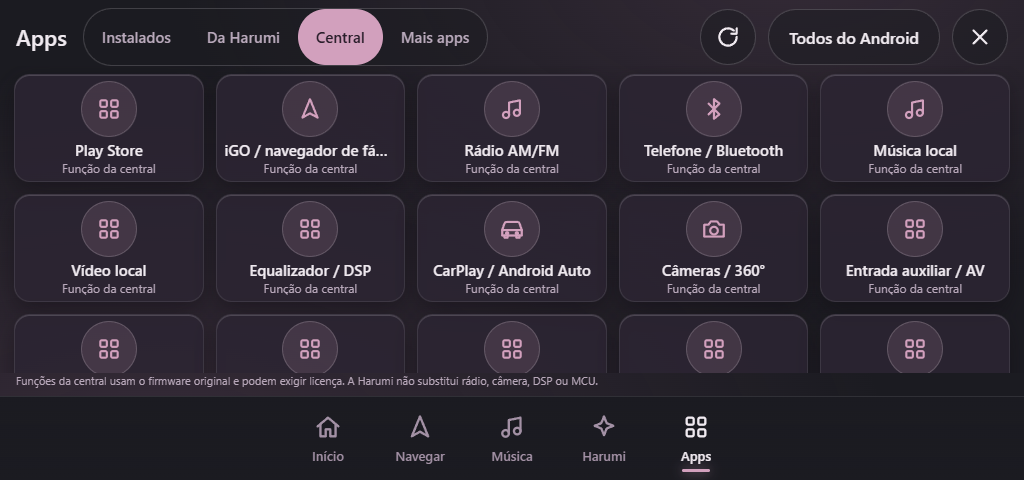 Apps
Instalados
Da Harumi
Central
Mais apps
Todos do Android
Play Store
Função da central
iGO / navegador de fá...
Função da central
Rádio AM/FM
Função da central
Telefone / Bluetooth
Função da central
Música local
Função da central
Vídeo local
Função da central
Equalizador / DSP
Função da central
CarPlay / Android Auto
Função da central
Câmeras / 360°
Função da central
Entrada auxiliar / AV
Função da central
Funções da central usam o firmware original e podem exigir licença. A Harumi não substitui rádio, câmera, DSP ou MCU.
Início
Navegar
Música
Harumi
Apps